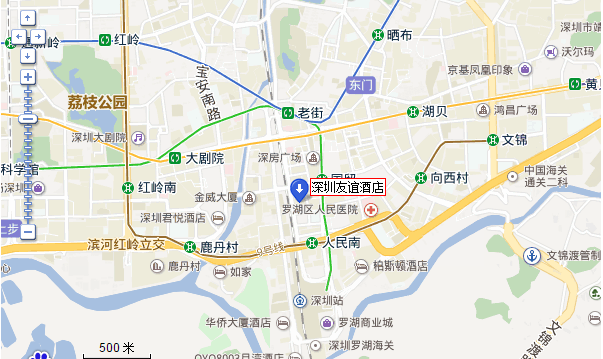 红岭
晒布
深圳市
沃尔玛
京基凤凰印象
东门
黄贝
宝安南路
荔枝公园
老街
湖贝
鸿昌广场
深圳大剧院
文锦
科学馆
大剧院
深房广场
国贸
向西村
中国海关
通关二科
红岭南
金威大厦
深圳友谊酒店
罗湖区人民医院
深圳君悦酒店
滨河红岭立交
鹿丹村
9号线
人民南
文锦渡管制
鹿丹村
如家
柏斯顿酒店
深圳站
华侨大厦酒店
罗湖商业城
文锦渡
500 米
深圳罗湖海关